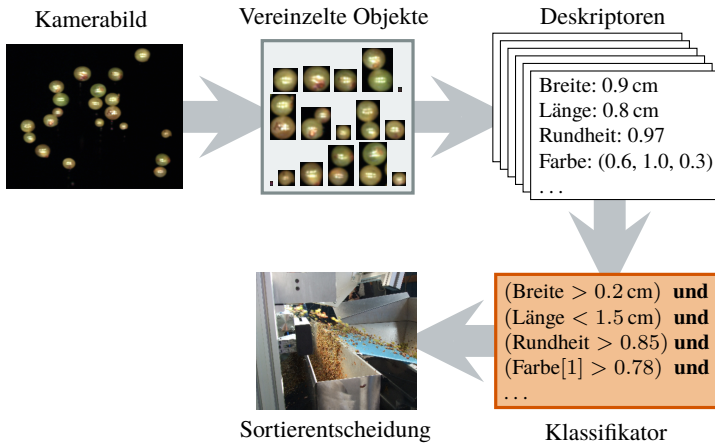 Kamerabild
Vereinzelte Objekte
Deskriptoren
Breite: 0.9 cm
Länge: 0.8 cm
Rundheit: 0.97
Farbe: (0.6, 1.0, 0.3)
. . .
(Breite > 0.2 cm) und
(Länge < 1.5 cm) und
(Rundheit > 0.85) und
(Farbe[1] > 0.78) und
. . .
Sortierentscheidung
Klassifikator